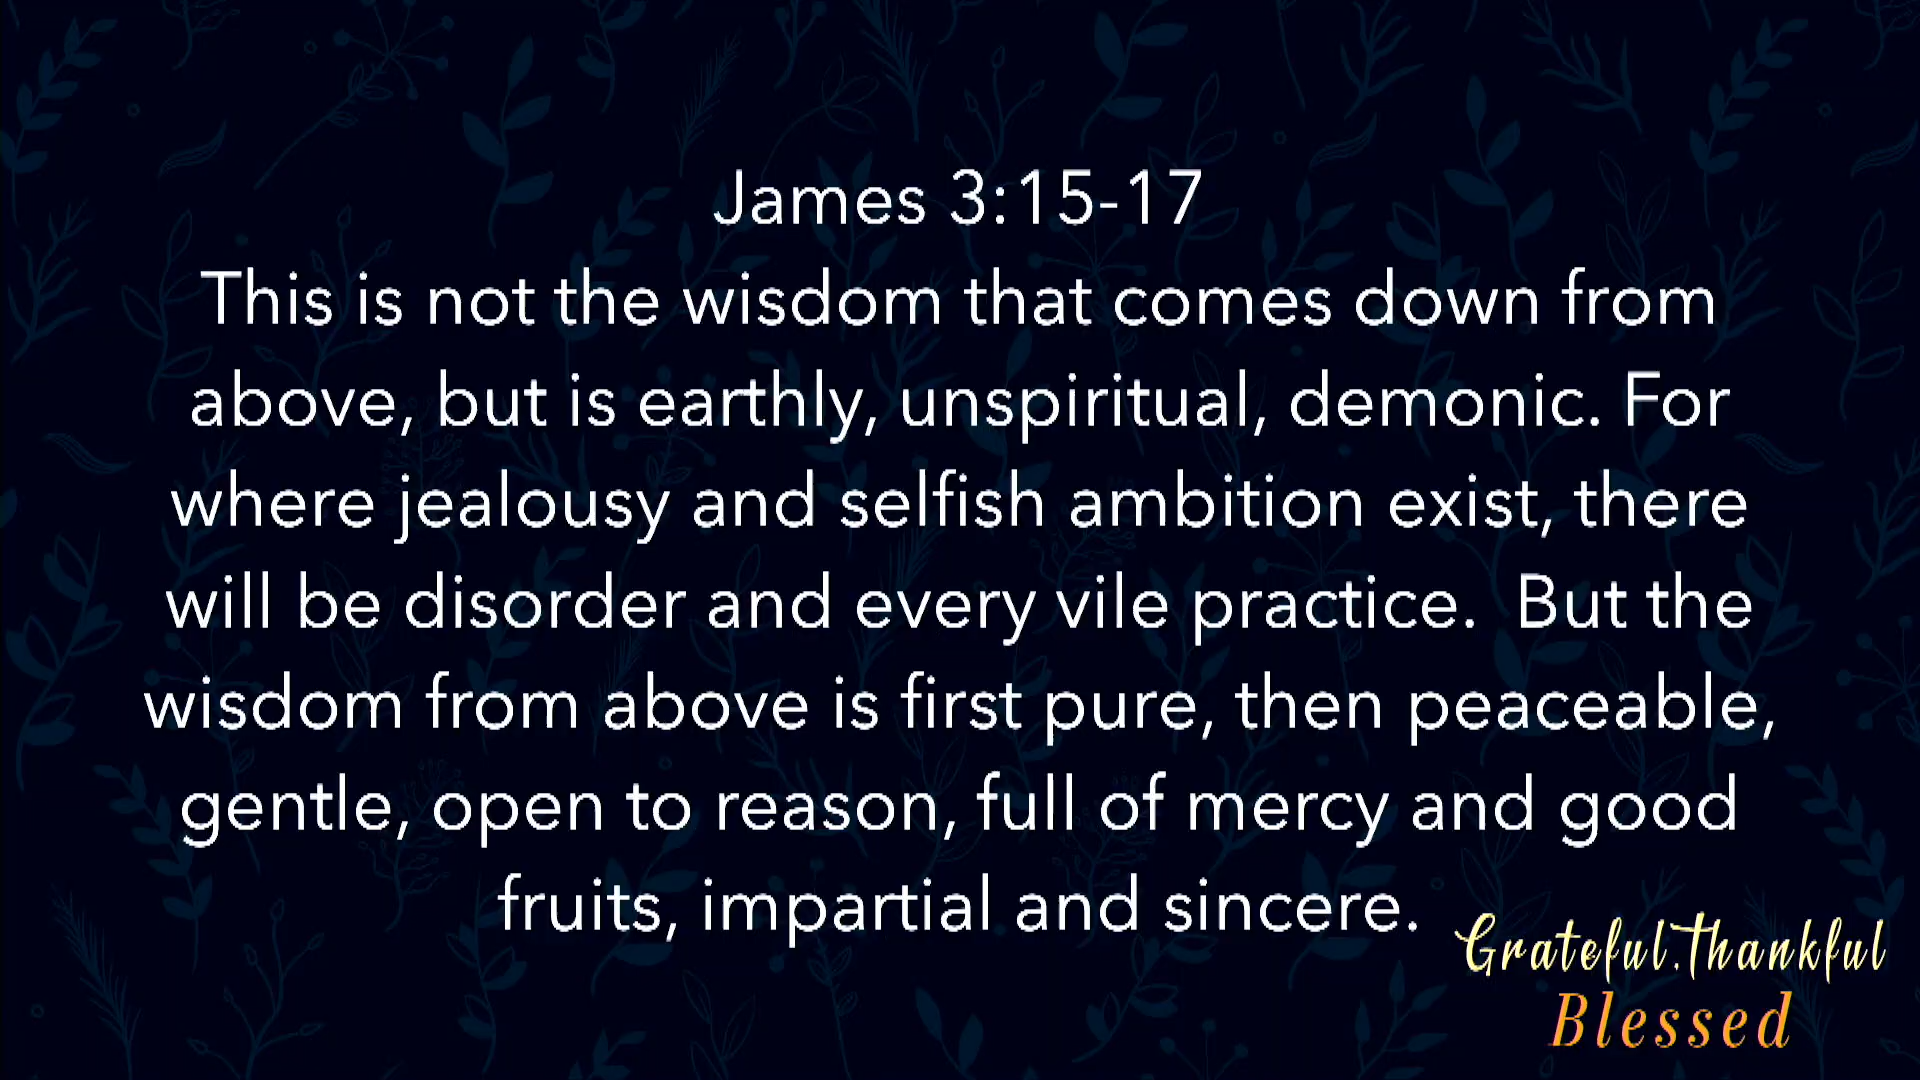 James 3:15-17
This is not the wisdom that comes down from
above, but is earthly, unspiritual, demonic. For
where jealousy and selfish ambition exist, there
will be disorder and every vile practice.  But the
wisdom from above is first pure, then peaceable,
gentle, open to reason, full of mercy and good
fruits, impartial and sincere.
Grateful.Thankful
Blessed